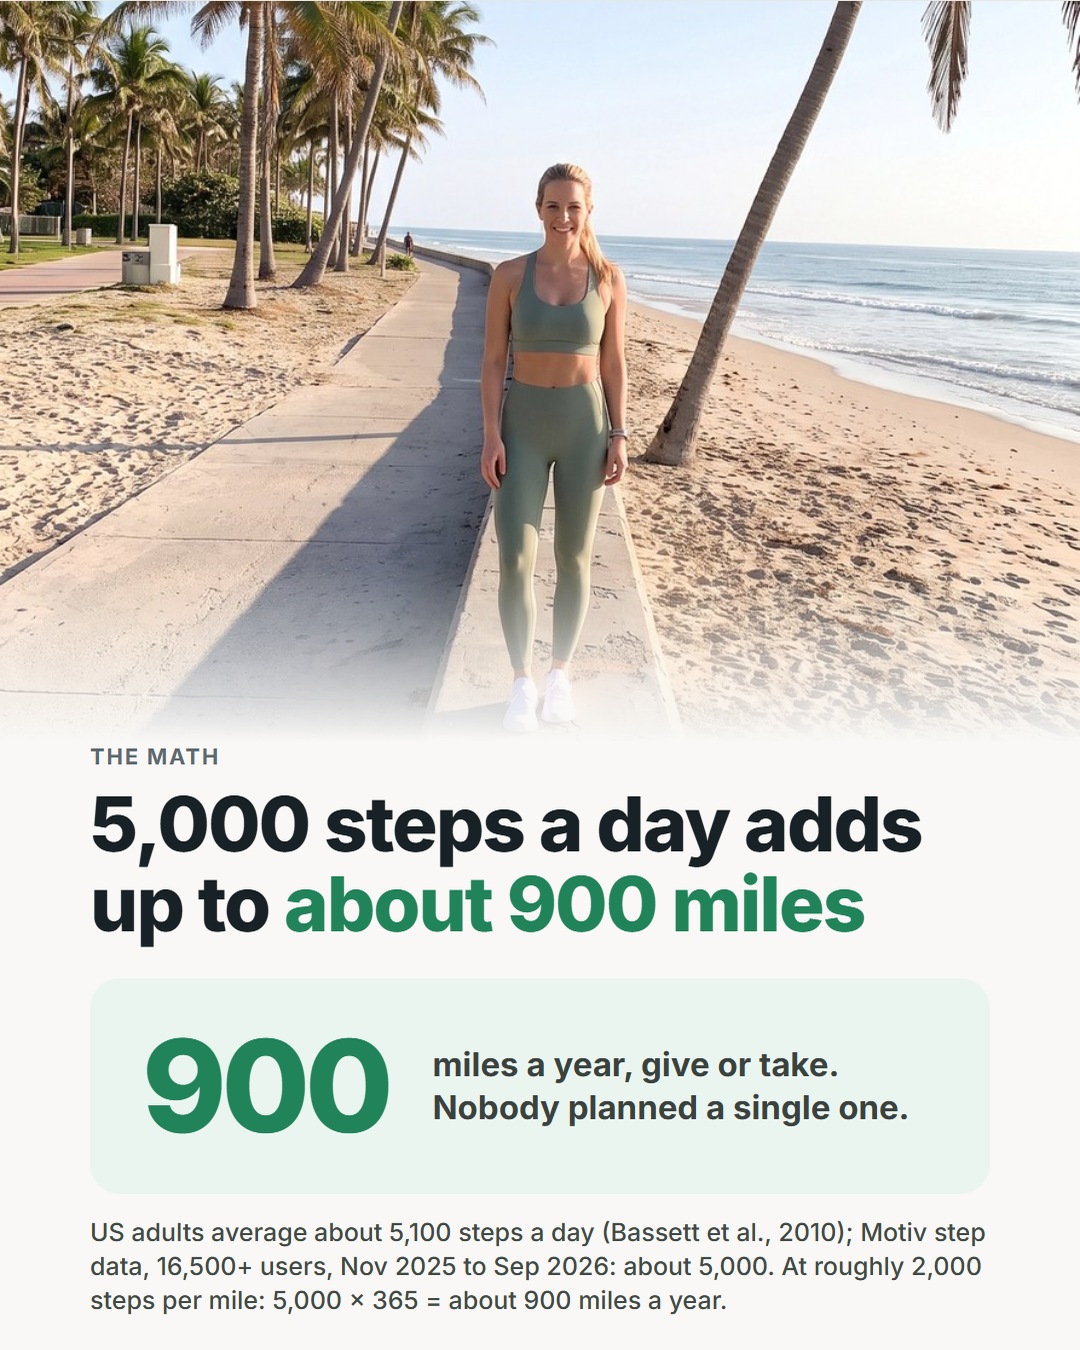 THE MATH
5,000 steps a day adds
up to about 900 miles
900
miles a year, give or take.
Nobody planned a single one.
US adults average about 5,100 steps a day (Bassett et al., 2010); Motiv step
data, 16,500+ users, Nov 2025 to Sep 2026: about 5,000. At roughly 2,000
steps per mile: 5,000 × 365 = about 900 miles a year.